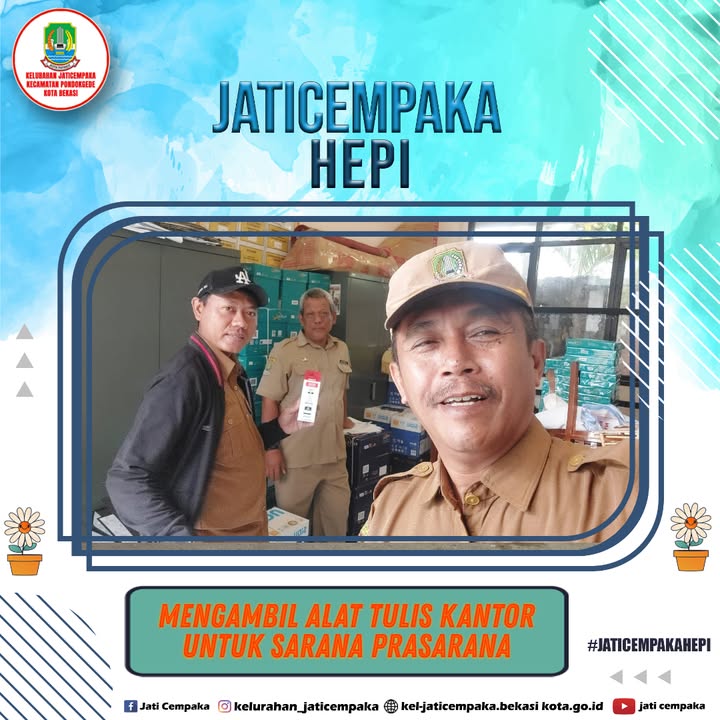 KELURAHAN JATICEMPAKA
KECAMATAN PONDOKGEDE
KOTA BEKASI
JATICEMPAKA
HEPI
MENGAMBIL ALAT TULIS KANTOR
UNTUK SARANA PRASARANA
#JATICEMPAKAHEPI
Jati Cempaka kelurahan_jaticempaka kel-jaticempaka.bekasi kota.go.id jati cempaka